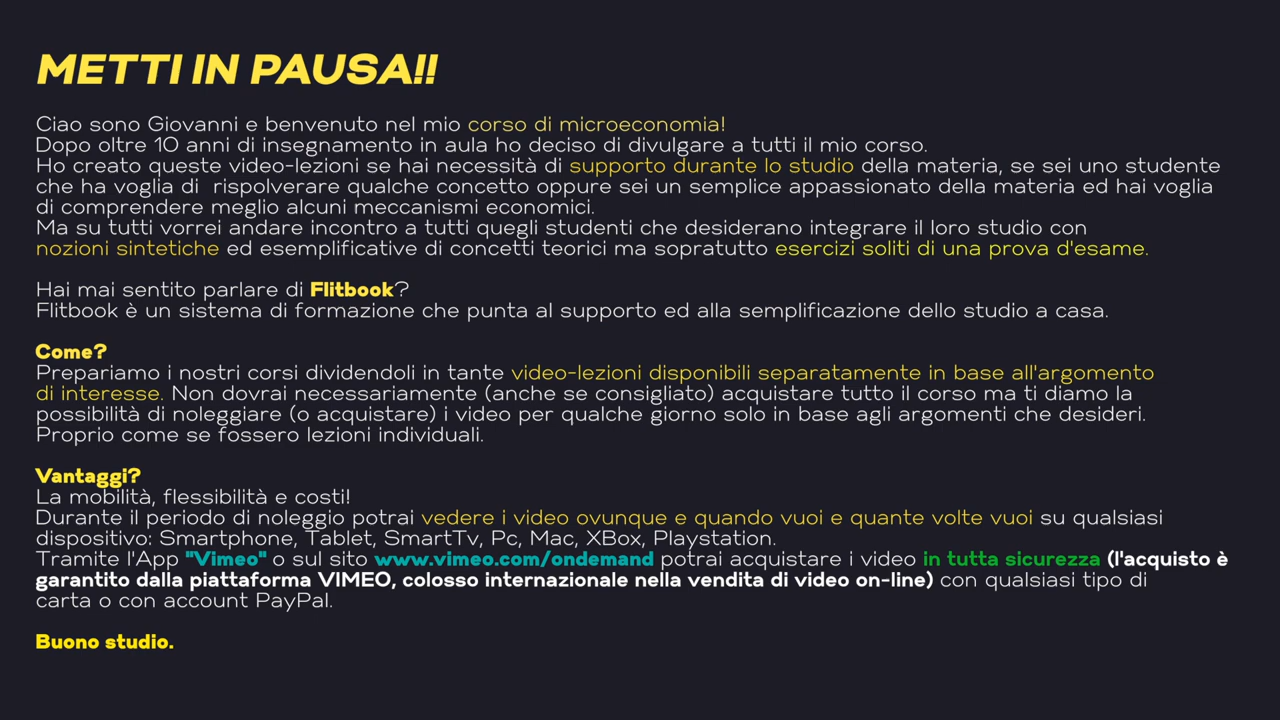 METTI IN PAUSA!!
Ciao sono Giovanni e benvenuto nel mio corso di microeconomia!
Dopo oltre 10 anni di insegnamento in aula ho deciso di divulgare a tutti il mio corso.
Ho creato queste video-lezioni se hai necessità di supporto durante lo studio della materia, se sei uno studente
che ha voglia di  rispolverare qualche concetto oppure sei un semplice appassionato della materia ed hai voglia
di comprendere meglio alcuni meccanismi economici.
Ma su tutti vorrei andare incontro a tutti quegli studenti che desiderano integrare il loro studio con
nozioni sintetiche ed esemplificative di concetti teorici ma sopratutto esercizi soliti di una prova d'esame.
Hai mai sentito parlare di Flitbook?
Flitbook è un sistema di formazione che punta al supporto ed alla semplificazione dello studio a casa.
Come?
Prepariamo i nostri corsi dividendoli in tante video-lezioni disponibili separatamente in base all'argomento
di interesse. Non dovrai necessariamente (anche se consigliato) acquistare tutto il corso ma ti diamo la
possibilità di noleggiare (o acquistare) i video per qualche giorno solo in base agli argomenti che desideri.
Proprio come se fossero lezioni individuali.
Vantaggi?
La mobilità, flessibilità e costi!
Durante il periodo di noleggio potrai vedere i video ovunque e quando vuoi e quante volte vuoi su qualsiasi
dispositivo: Smartphone, Tablet, SmartTv, Pc, Mac, XBox, Playstation.
Tramite l'App "Vimeo" o sul sito www.vimeo.com/ondemand potrai acquistare i video in tutta sicurezza (l'acquisto è
garantito dalla piattaforma VIMEO, colosso internazionale nella vendita di video on-line) con qualsiasi tipo di
carta o con account PayPal.
Buono studio.